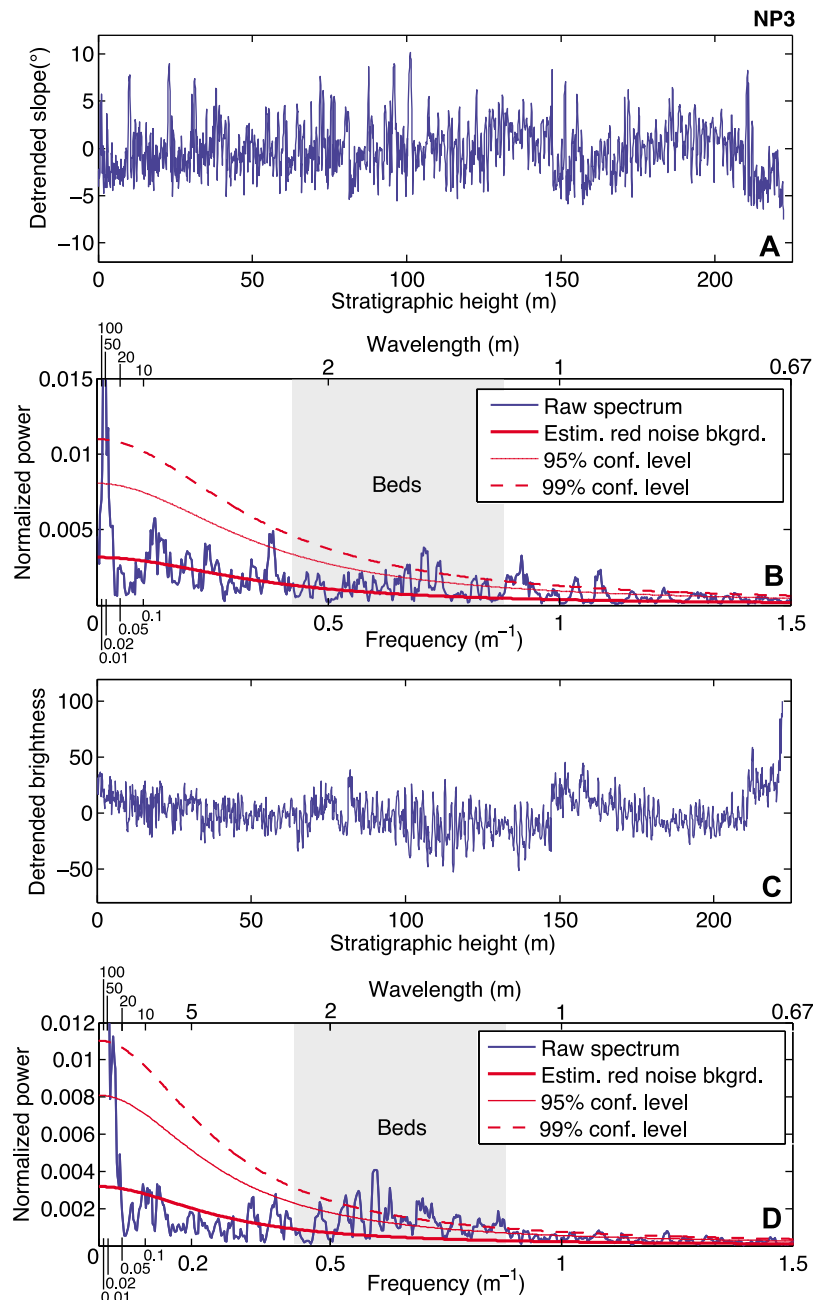 NP3
Detrended slope(°)
10
5
0
−5
−10
0
50
100
150
200
A
Stratigraphic height (m)
Wavelength (m)
100
50
20
10
2
1
0.67
Normalized power
0.015
0.01
0.005
0
Raw spectrum
Estim. red noise bkgrd.
95% conf. level
99% conf. level
Beds
B
0.01
0.02
0.05
0.1
0.5
1
1.5
Frequency (m−1)
Detrended brightness
100
50
0
−50
0
50
100
150
200
C
Stratigraphic height (m)
Wavelength (m)
100
50
20
10
5
2
1
0.67
Normalized power
0.012
0.01
0.008
0.006
0.004
0.002
0
Raw spectrum
Estim. red noise bkgrd.
95% conf. level
99% conf. level
Beds
D
0.01
0.02
0.05
0.1
0.2
0.5
1
1.5
Frequency (m−1)